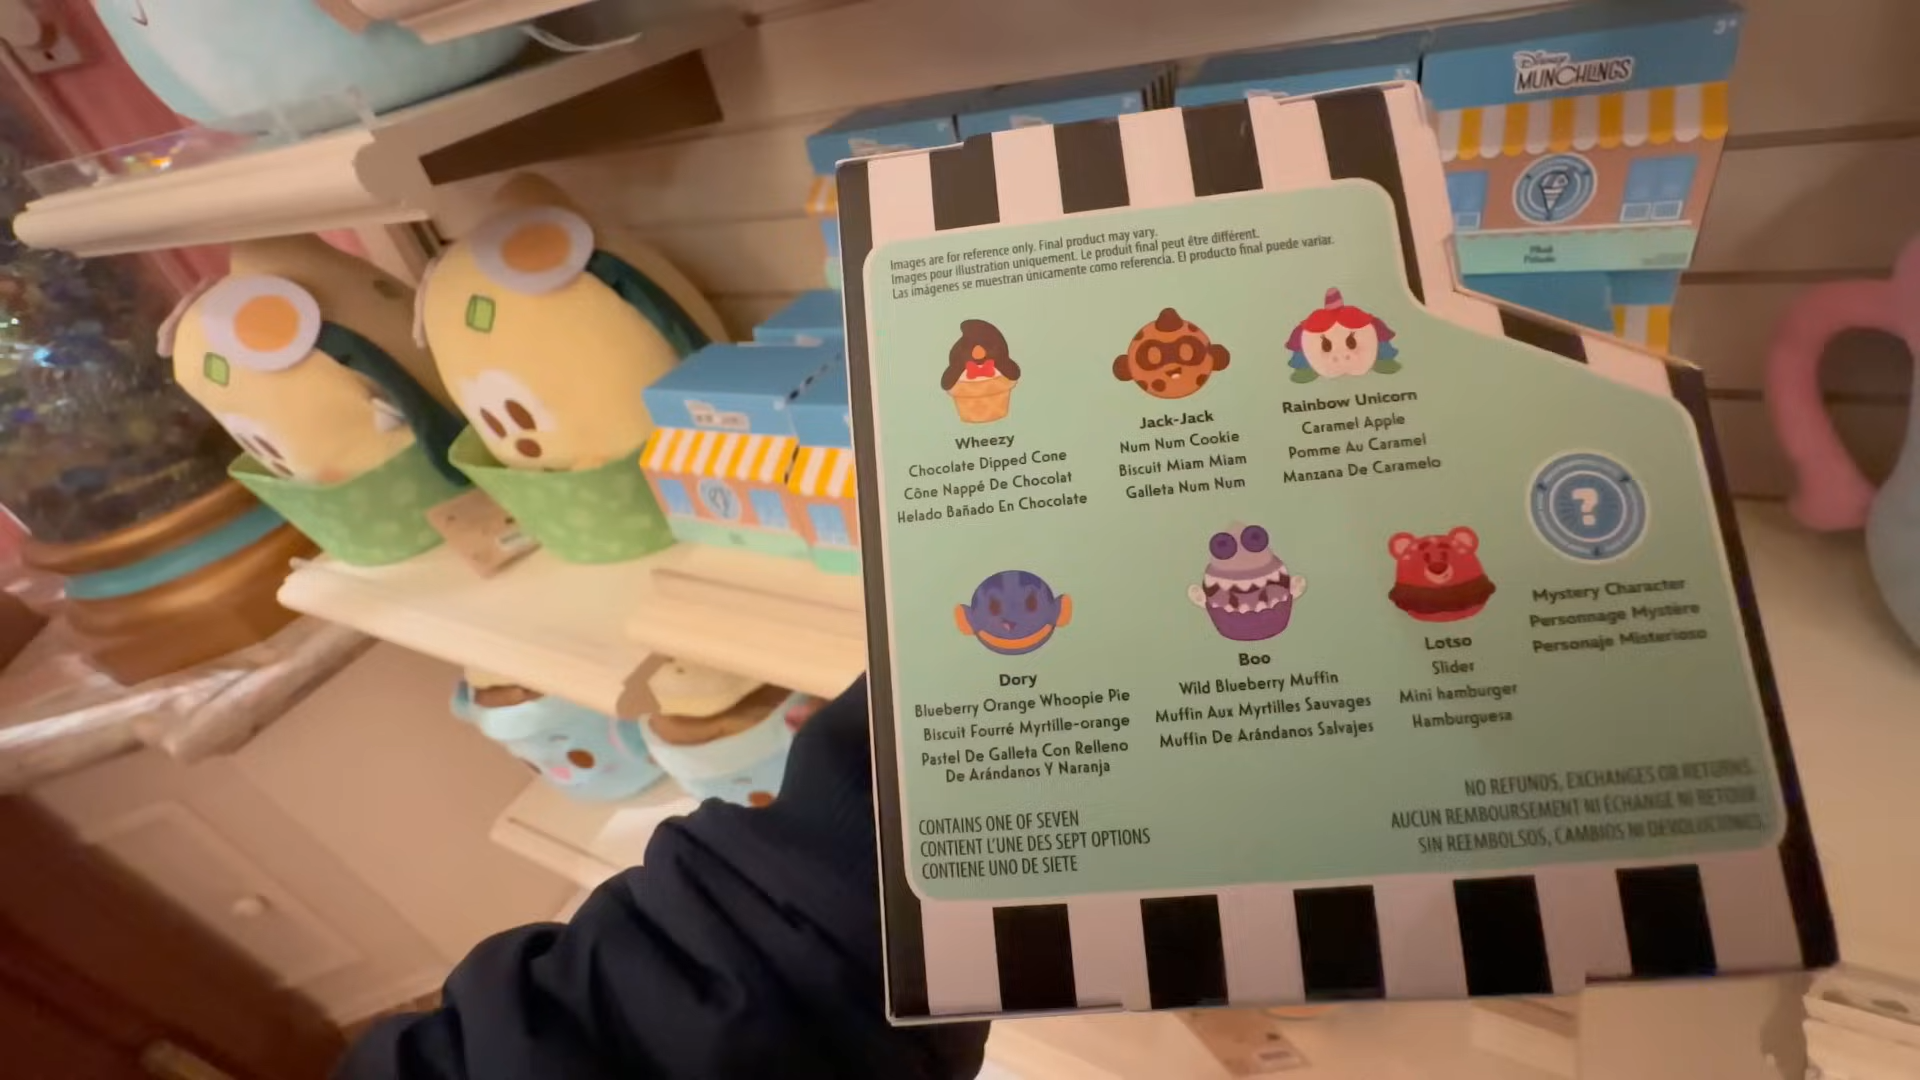 Disney
MUNCHLINGS
Images are for reference only. Final product may vary.
Images pour illustration uniquement. Le produit final peut être différent.
Las imágenes se muestran únicamente como referencia. El producto final puede variar.
Wheezy
Chocolate Dipped Cone
Cône Nappé De Chocolat
Helado Bañado En Chocolate
Jack-Jack
Num Num Cookie
Biscuit Miam Miam
Galleta Num Num
Rainbow Unicorn
Caramel Apple
Pomme Au Caramel
Manzana De Caramelo
Dory
Blueberry Orange Whoopie Pie
Biscuit Fourré Myrtille-orange
Pastel De Galleta Con Relleno
De Arándanos Y Naranja
Boo
Wild Blueberry Muffin
Muffin Aux Myrtilles Sauvages
Muffin De Arándanos Salvajes
Lotso
Slider
Mini hamburger
Hamburguesa
?
Mystery Character
Personnage Mystère
Personaje Misterioso
CONTAINS ONE OF SEVEN
CONTIENT L'UNE DES SEPT OPTIONS
CONTIENE UNO DE SIETE
NO REFUNDS, EXCHANGES OR RETURNS.
AUCUN REMBOURSEMENT NI ÉCHANGE NI RETOUR
SIN REEMBOLSOS, CAMBIOS NI DEVOLUCIONES.